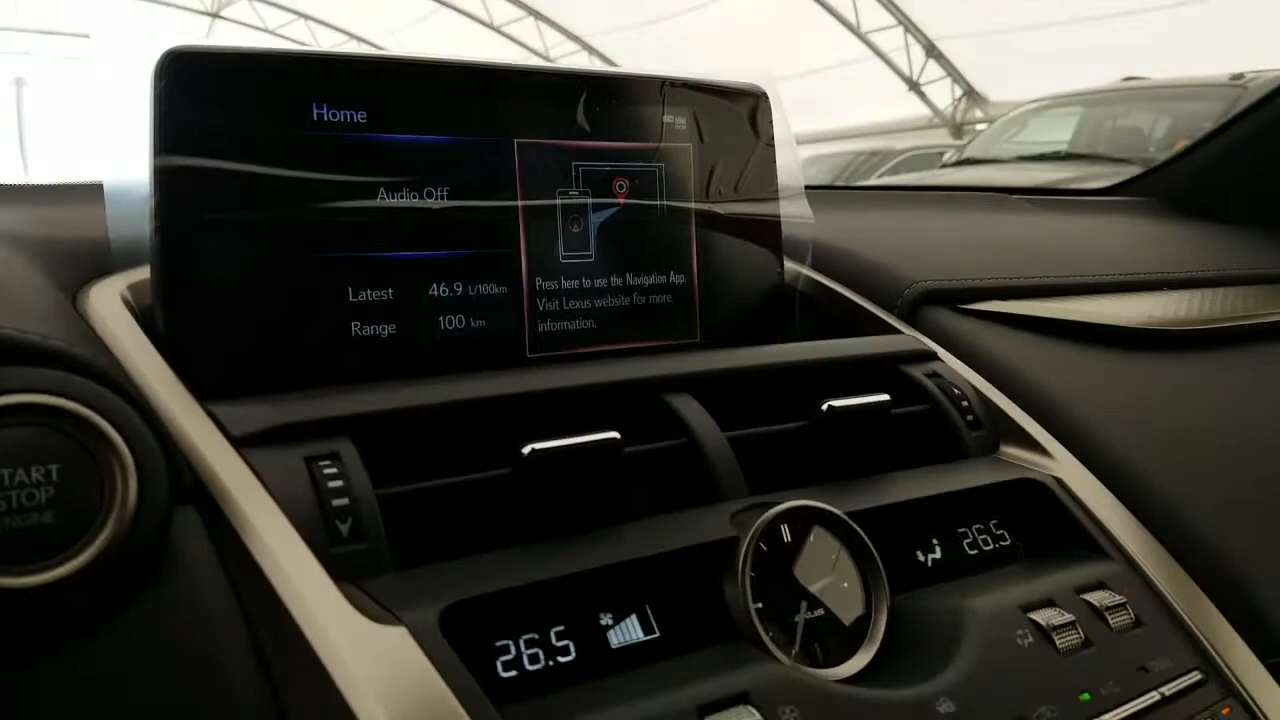 Home
Audio Off
Latest 46.9 L/100km
Range 100 km
Press here to use the Navigation App.
Visit Lexus website for more
information.
START
STOP
ENGINE
26.5
26.5